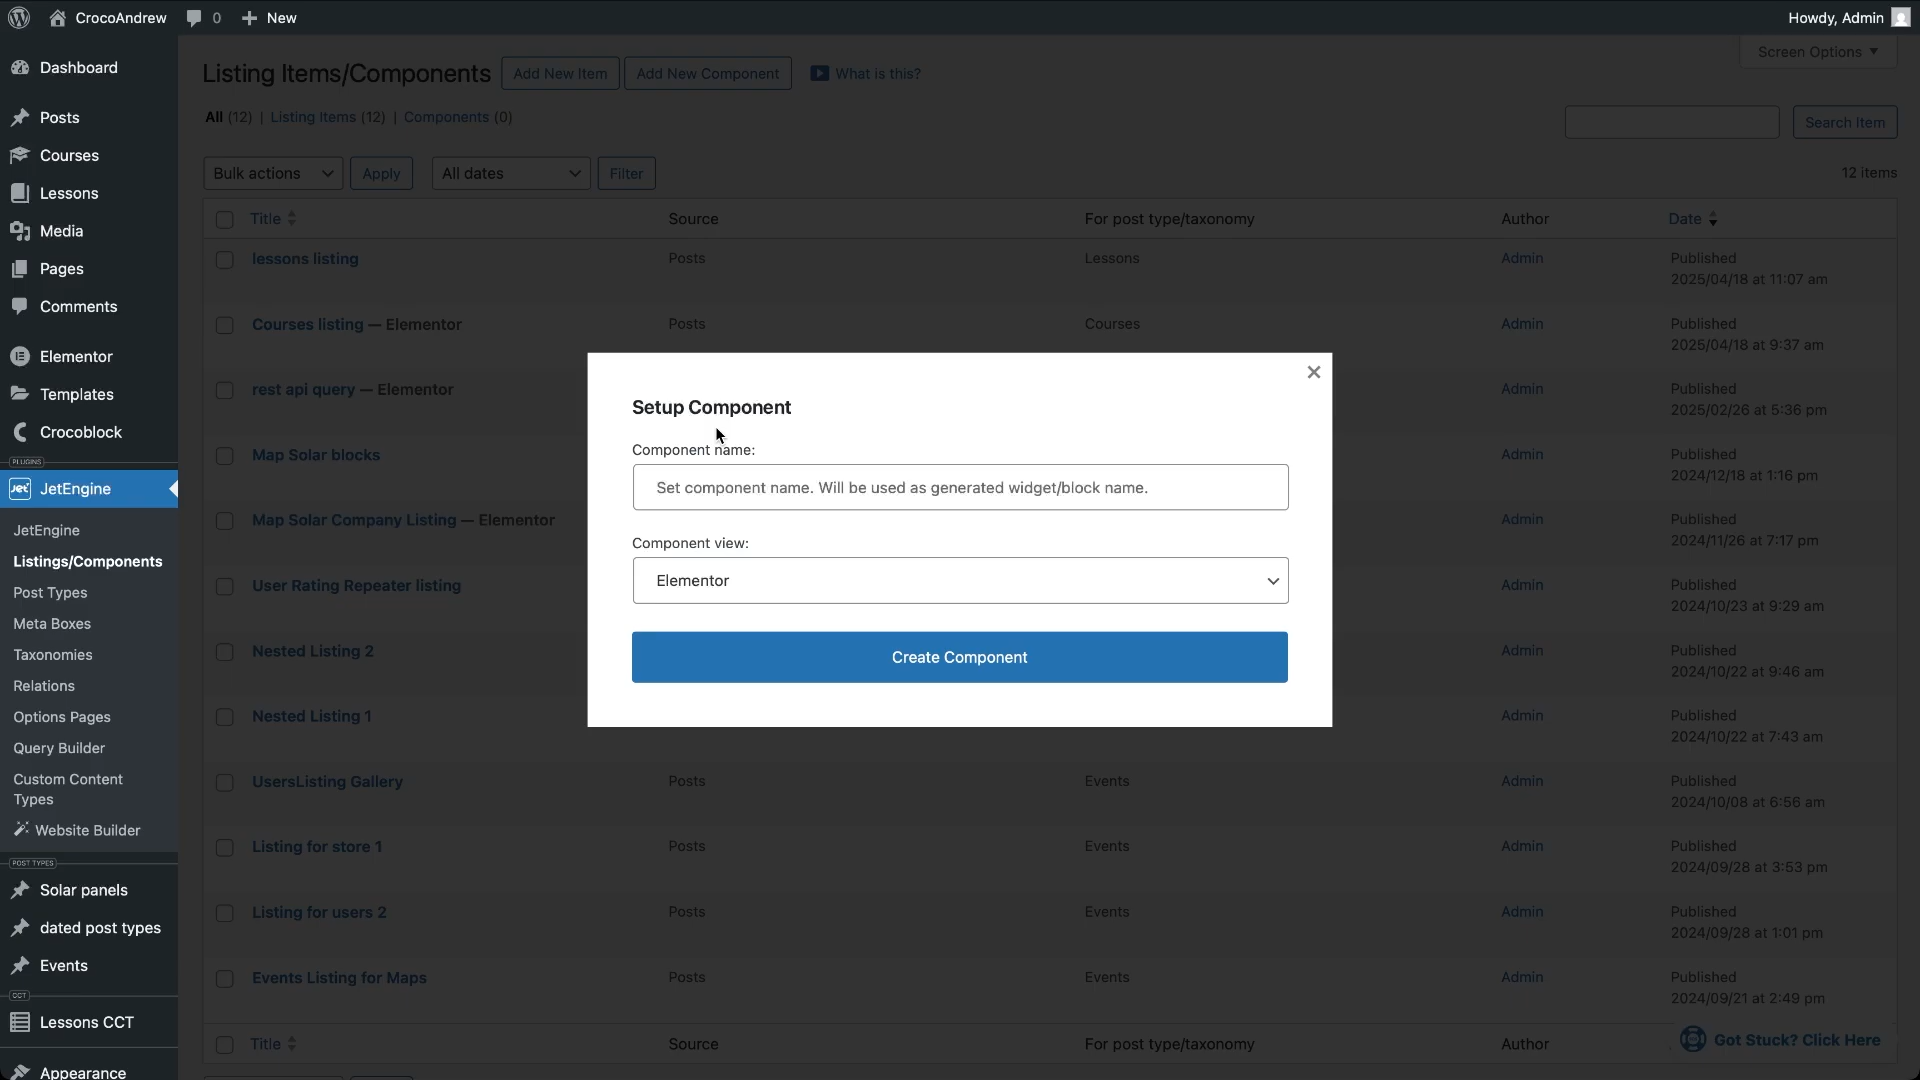 CrocoAndrew 0 New Howdy, Admin
Dashboard
Posts
Courses
Lessons
Media
Pages
Comments
Elementor
Templates
Crocoblock
PLUGINS
Jet JetEngine
JetEngine
Listings/Components
Post Types
Meta Boxes
Taxonomies
Relations
Options Pages
Query Builder
Custom Content
Types
Website Builder
POST TYPES
Solar panels
dated post types
Events
CCT
Lessons CCT
Appearance
Screen Options
Listing Items/Components Add New Item Add New Component What is this?
All (12) | Listing Items (12) | Components (0)
Search Item
Bulk actions Apply All dates Filter 12 items
Title Source For post type/taxonomy Author Date
lessons listing Posts Lessons Admin Published
2025/04/18 at 11:07 am
Courses listing — Elementor Posts Courses Admin Published
2025/04/18 at 9:37 am
rest api query — Elementor Admin Published
2025/02/26 at 5:36 pm
Map Solar blocks Admin Published
2024/12/18 at 1:16 pm
Map Solar Company Listing — Elementor Admin Published
2024/11/26 at 7:17 pm
User Rating Repeater listing Admin Published
2024/10/23 at 9:29 am
Nested Listing 2 Admin Published
2024/10/22 at 9:46 am
Nested Listing 1 Admin Published
2024/10/22 at 7:43 am
UsersListing Gallery Posts Events Admin Published
2024/10/08 at 6:56 am
Listing for store 1 Posts Events Admin Published
2024/09/28 at 3:53 pm
Listing for users 2 Posts Events Admin Published
2024/09/28 at 1:01 pm
Events Listing for Maps Posts Events Admin Published
2024/09/21 at 2:49 pm
Title Source For post type/taxonomy Author
Got Stuck? Click Here
Setup Component
Component name:
Set component name. Will be used as generated widget/block name.
Component view:
Elementor
Create Component